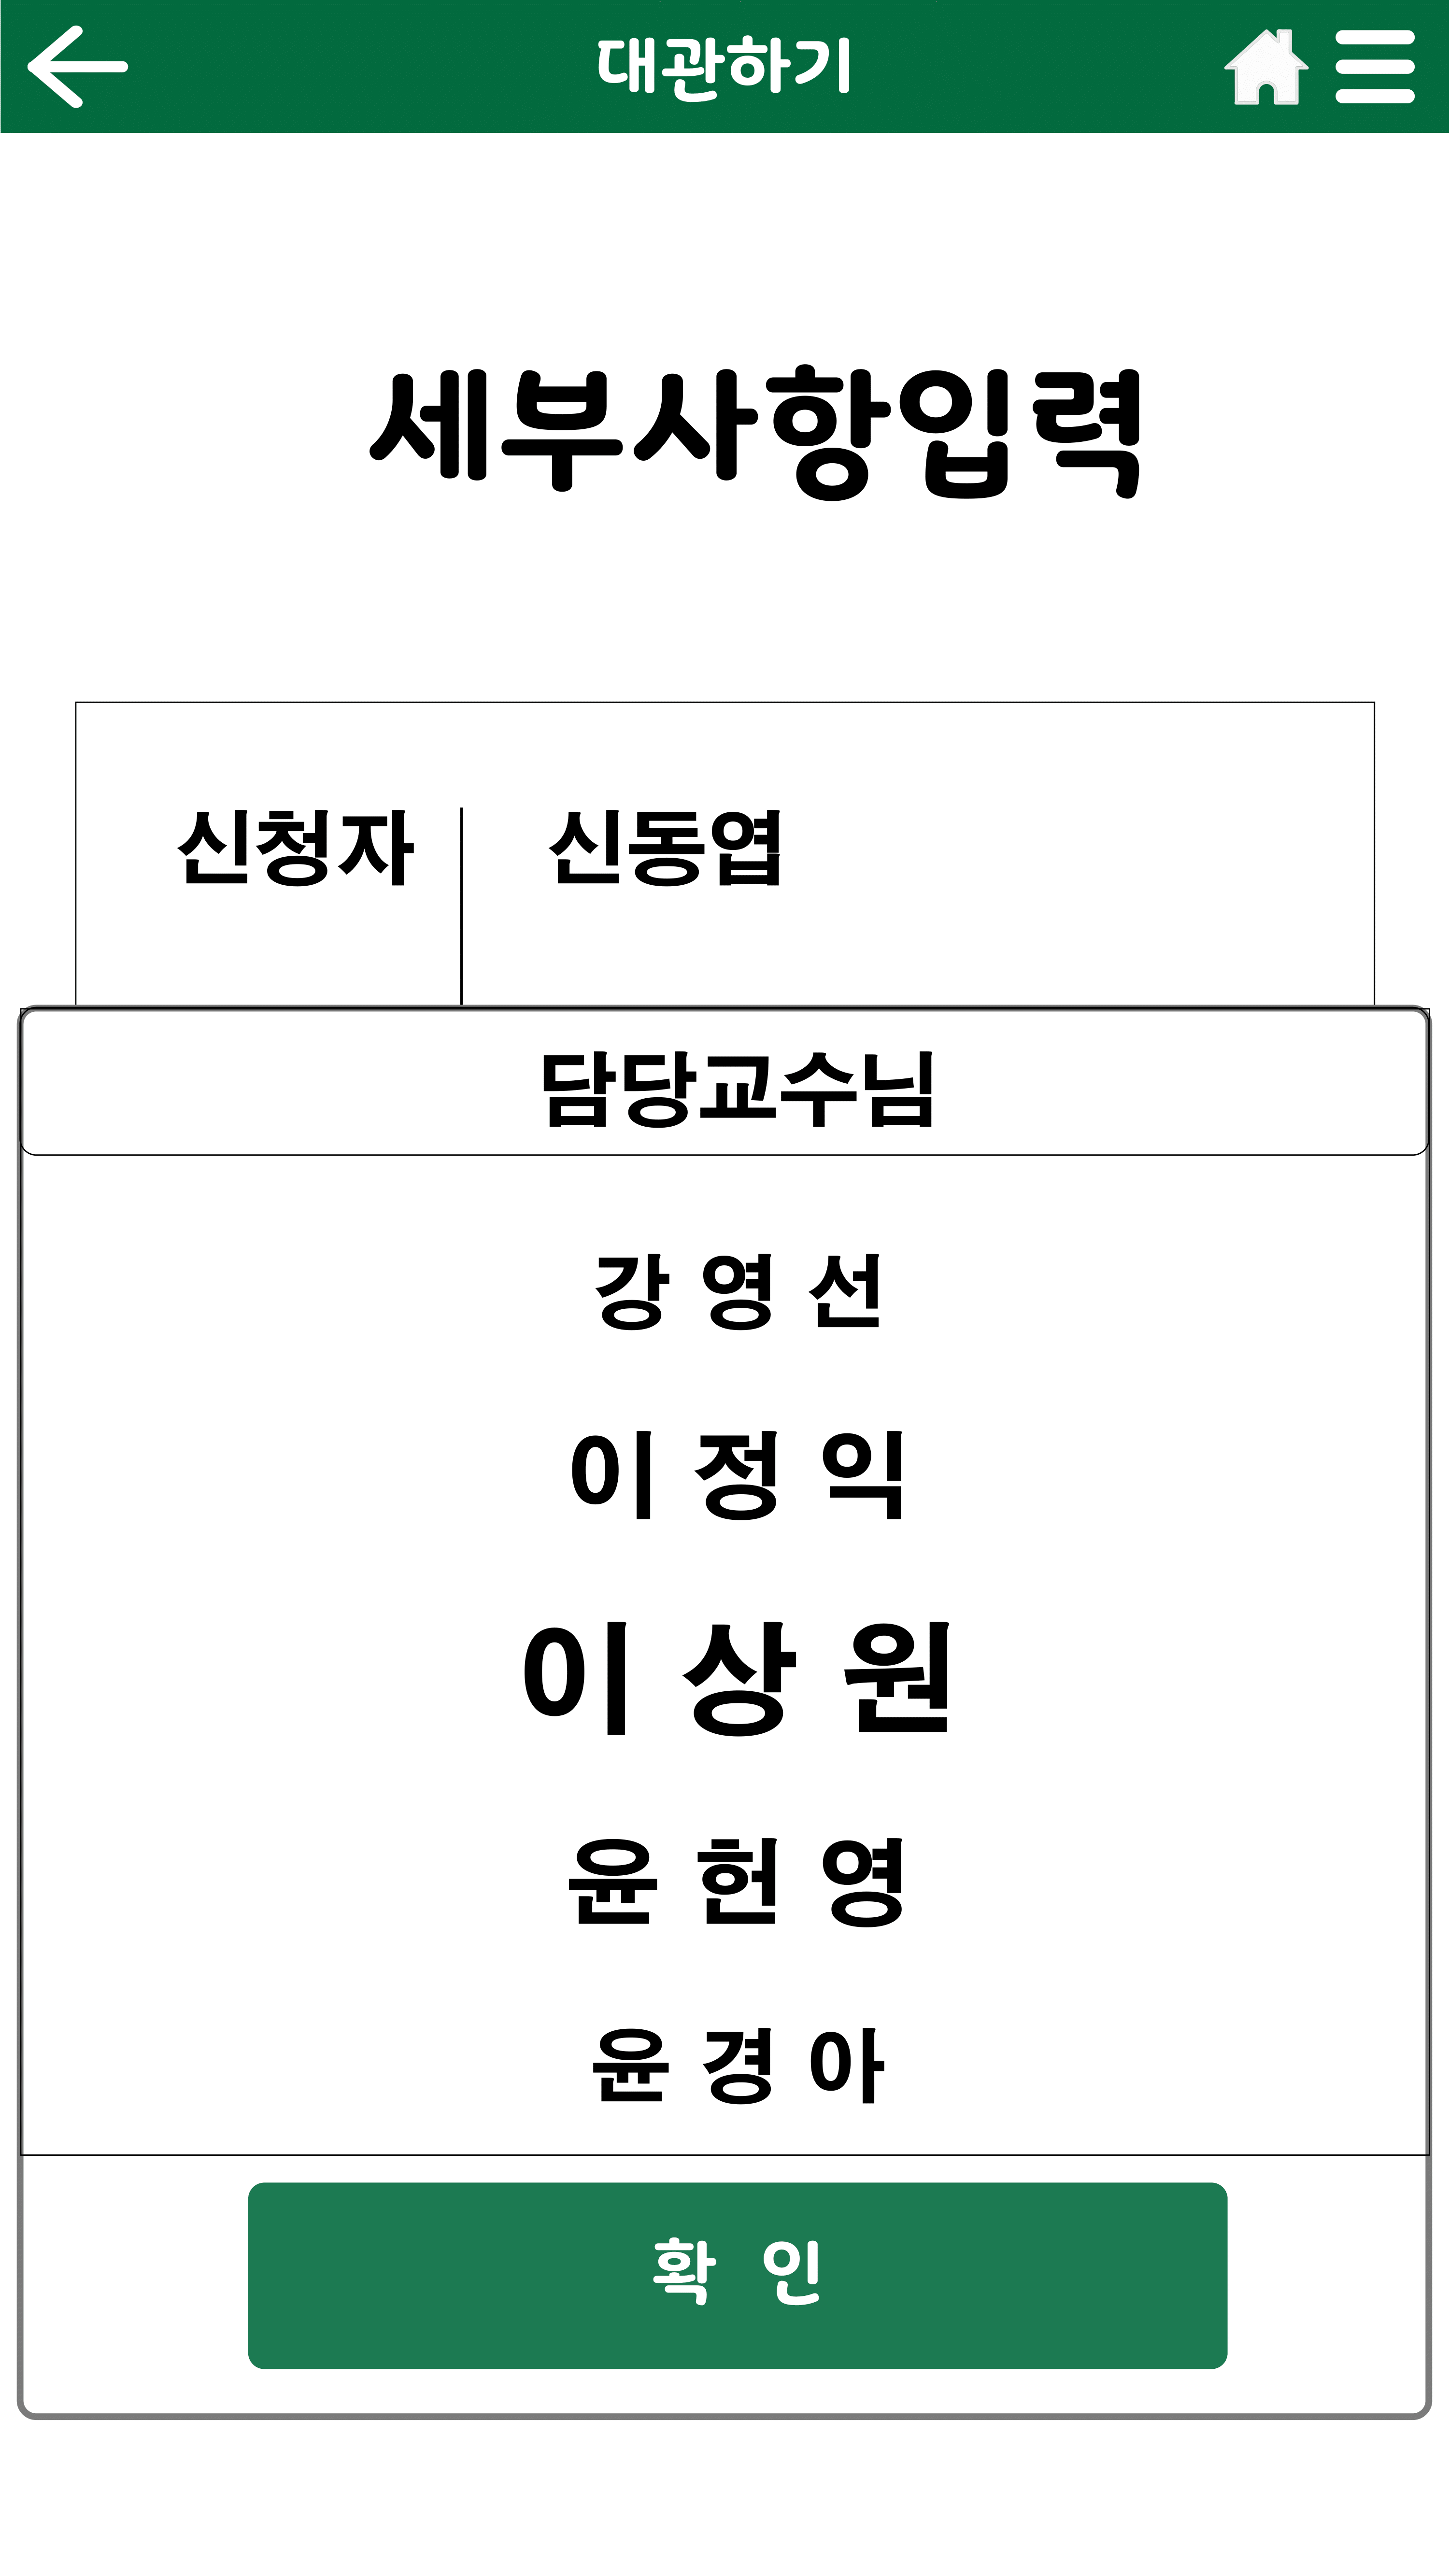 대관하기
세부사항입력
신청자 신동엽
담당교수님
강 영 선
이 정 익
이 상 원
윤 헌 영
윤 경 아
확 인